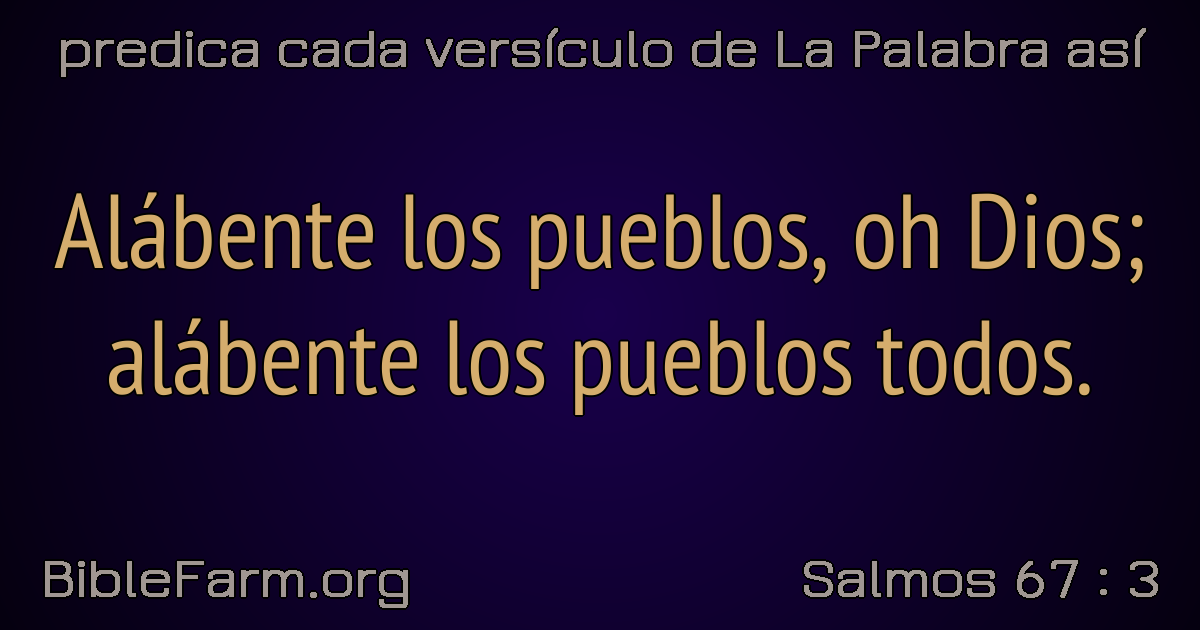 predica cada versículo de La Palabra así
Alábente los pueblos, oh Dios;
alábente los pueblos todos.
BibleFarm.org
Salmos 67 : 3